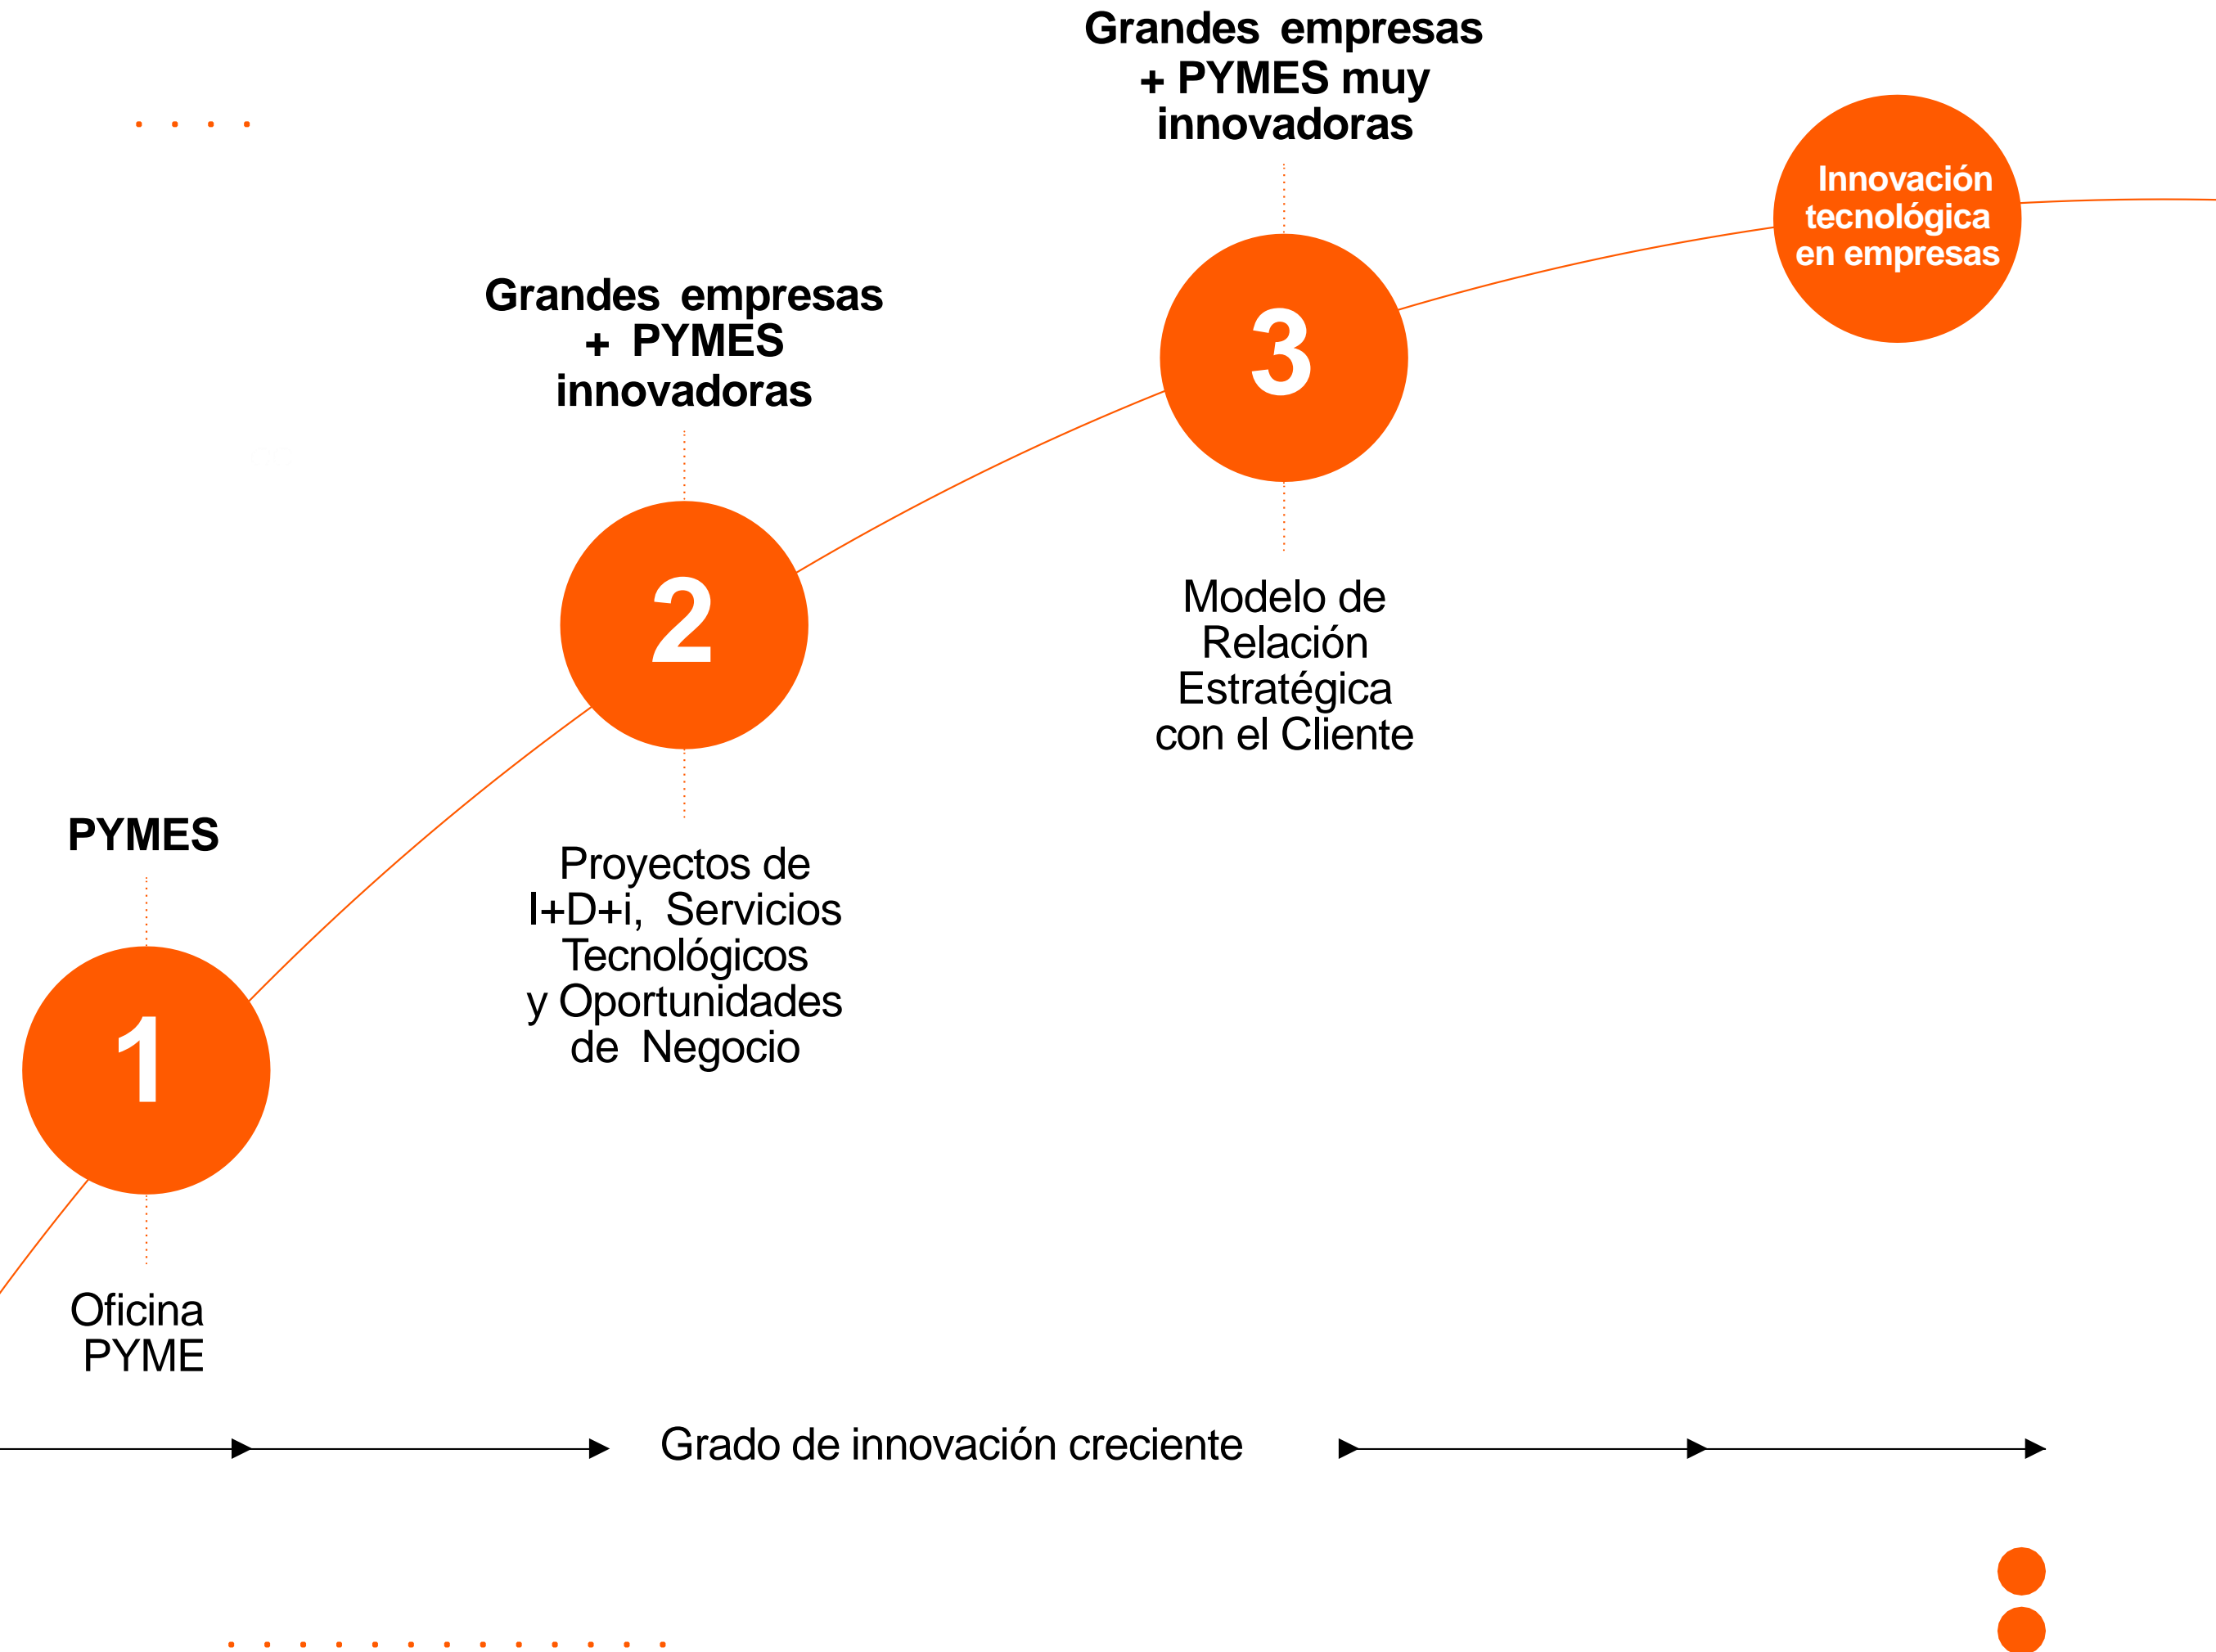 Grandes empresas
+ PYMES muy
innovadoras
Innovación
tecnológica
en empresas
3
Grandes empresas
+ PYMES
innovadoras
2
Modelo de
Relación
Estratégica
con el Cliente
PYMES
1
Proyectos de
I+D+i, Servicios
Tecnológicos
y Oportunidades
de Negocio
Oficina
PYME
Grado de innovación creciente